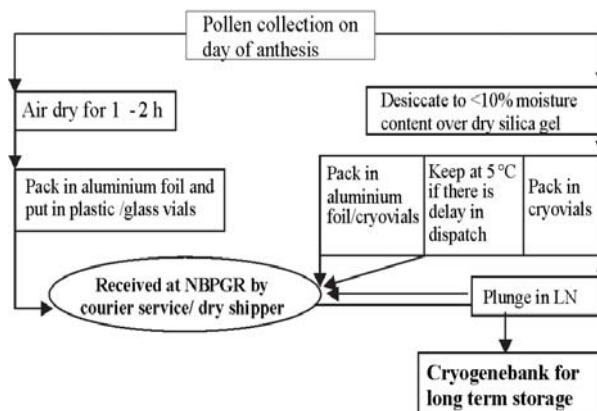 Pollen collection on
day of anthesis
Air dry for 1 - 2 h
Desiccate to <10% moisture
content over dry silica gel
Pack in aluminium foil and
put in plastic /glass vials
Pack in
aluminium
foil/cryovials
Keep at 5 °C
if there is
delay in
dispatch
Pack in
cryovials
Received at NBPGR by
courier service/ dry shipper
Plunge in LN
Cryogenebank for
long term storage